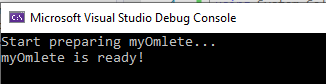 Microsoft Visual Studio Debug Console
Start preparing myOmlete...
myOmlete is ready!